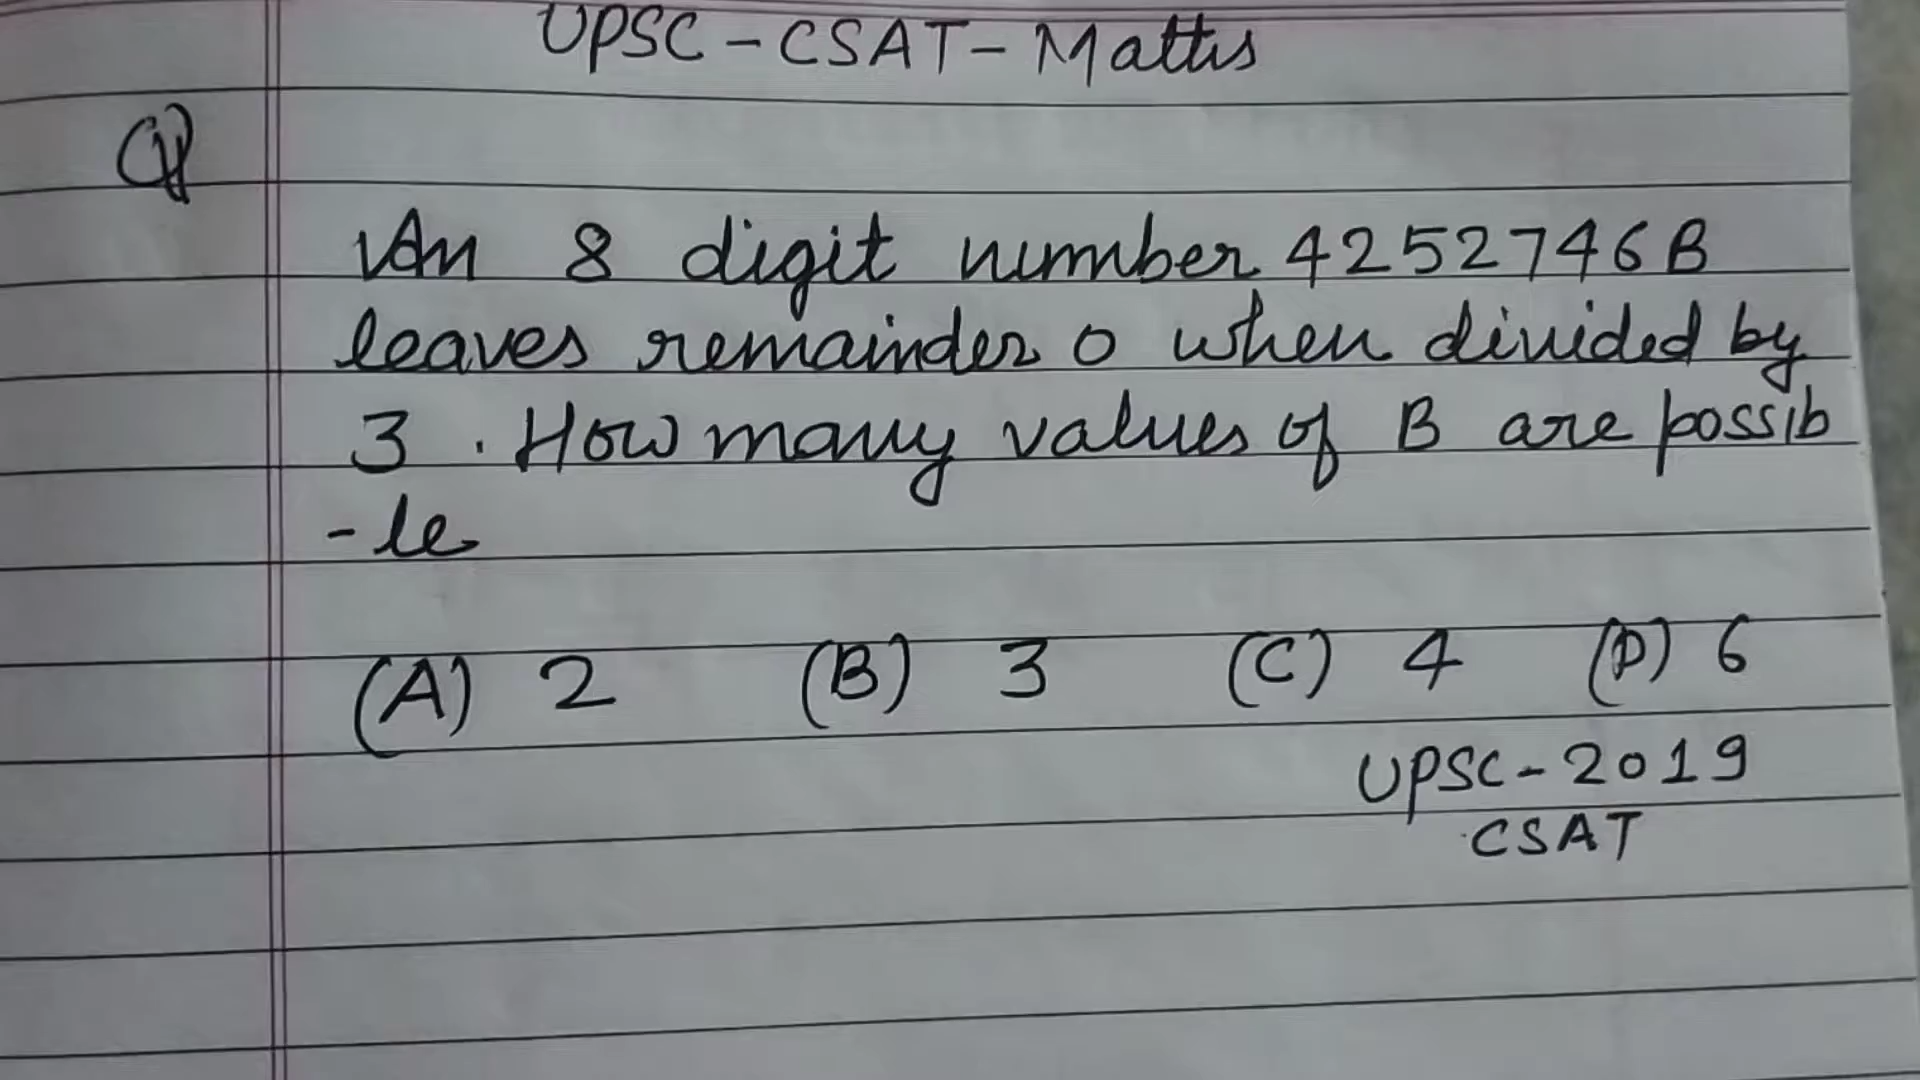 UPSC - CSAT - Maths
Q
An 8 digit number 4252746B
leaves remainder 0 when divided by
3 . How many values of B are possib
- le
(A) 2 (B) 3 (C) 4 (D) 6
UPSC - 2019
CSAT